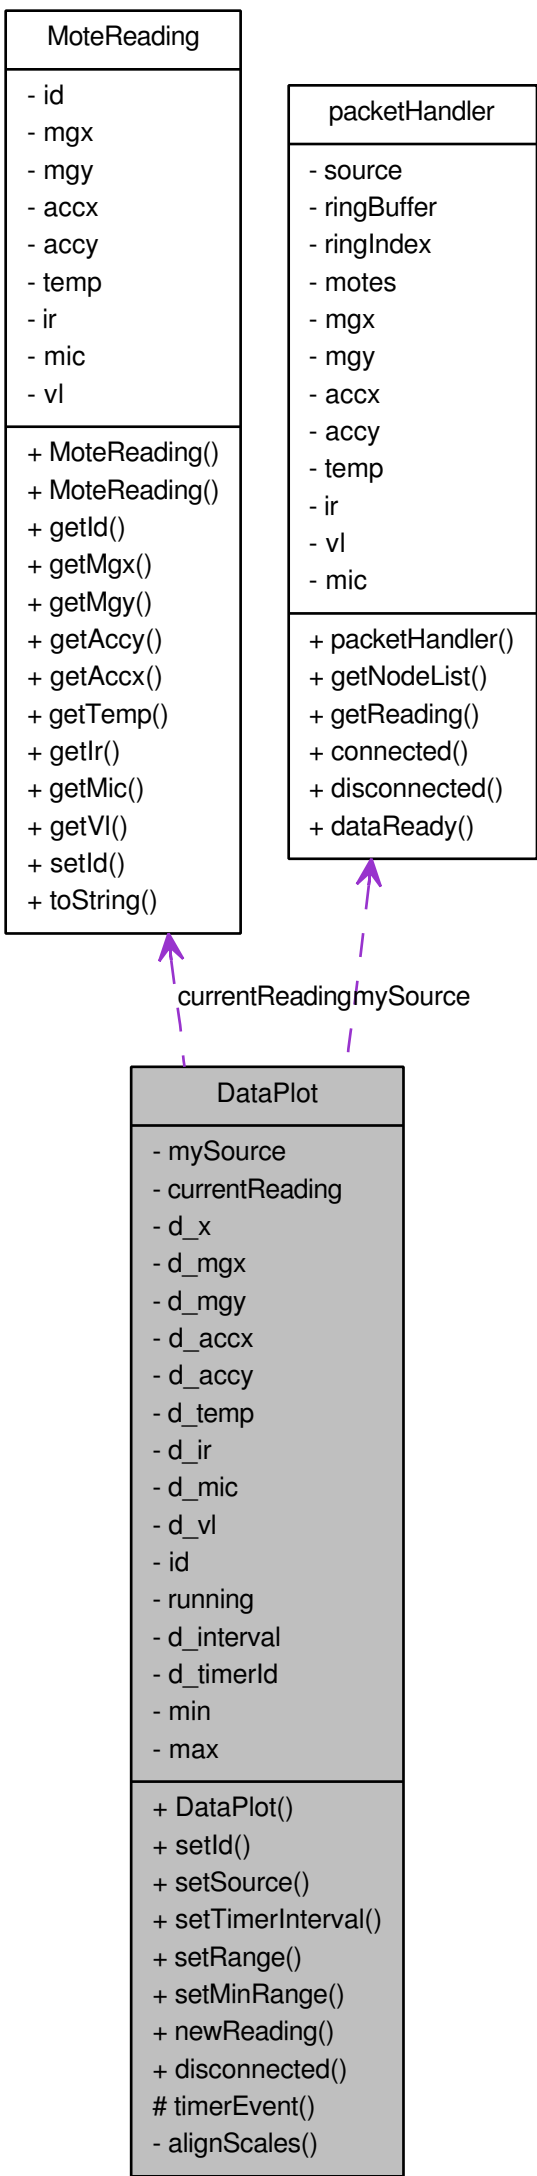 MoteReading
- id
- mgx
- mgy
- accx
- accy
- temp
- ir
- mic
- vl
+ MoteReading()
+ MoteReading()
+ getId()
+ getMgx()
+ getMgy()
+ getAccy()
+ getAccx()
+ getTemp()
+ getIr()
+ getMic()
+ getVl()
+ setId()
+ toString()
packetHandler
- source
- ringBuffer
- ringIndex
- motes
- mgx
- mgy
- accx
- accy
- temp
- ir
- vl
- mic
+ packetHandler()
+ getNodeList()
+ getReading()
+ connected()
+ disconnected()
+ dataReady()
currentReading
mySource
DataPlot
- mySource
- currentReading
- d_x
- d_mgx
- d_mgy
- d_accx
- d_accy
- d_temp
- d_ir
- d_mic
- d_vl
- id
- running
- d_interval
- d_timerId
- min
- max
+ DataPlot()
+ setId()
+ setSource()
+ setTimerInterval()
+ setRange()
+ setMinRange()
+ newReading()
+ disconnected()
# timerEvent()
- alignScales()